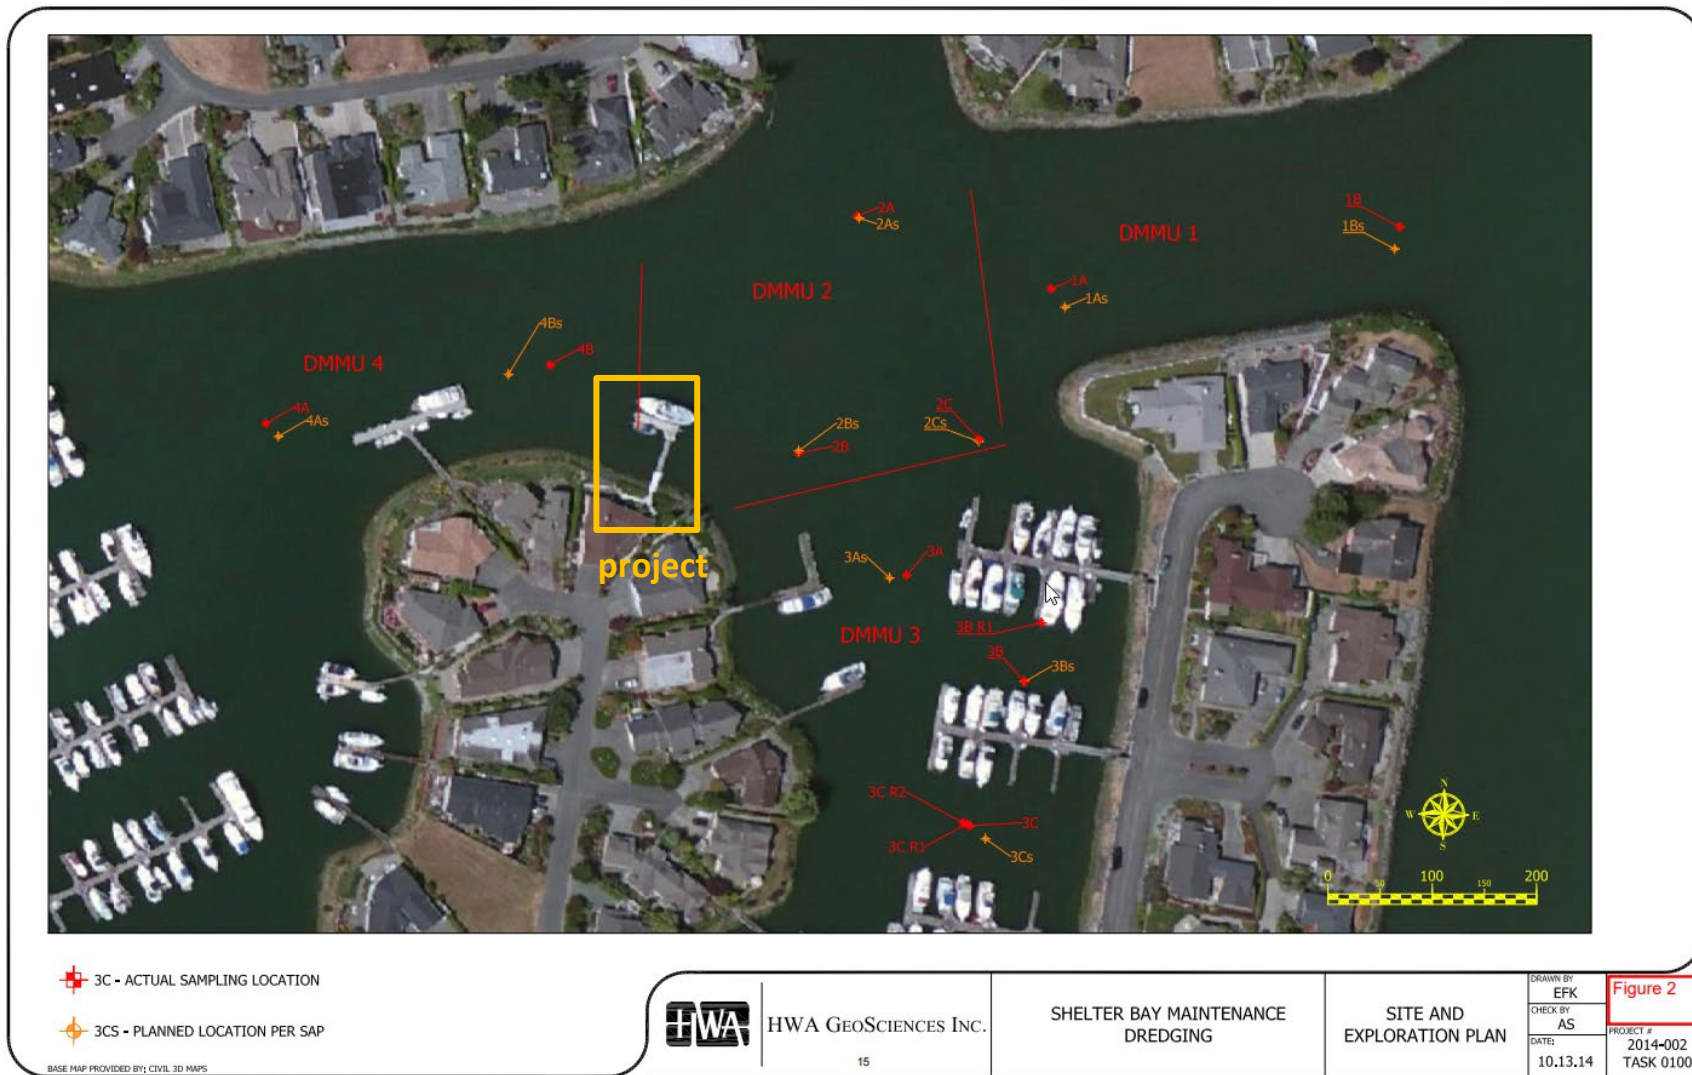 2A
2As
1B
1Bs
DMMU 1
DMMU 2
1A
1As
4Bs
4B
DMMU 4
4A
4As
2C
2Cs
2Bs
2B
project
3As
3A
DMMU 3
3B R1
3B
3Bs
3C R2
3C
3C R1
3Cs
N
W
E
S
0
50
100
150
200
3C - ACTUAL SAMPLING LOCATION
3CS - PLANNED LOCATION PER SAP
BASE MAP PROVIDED BY: CIVIL 3D MAPS
HWA
HWA GEOSCIENCES INC.
15
SHELTER BAY MAINTENANCE
DREDGING
SITE AND
EXPLORATION PLAN
DRAWN BY
EFK
CHECK BY
AS
DATE:
10.13.14
Figure 2
PROJECT #
2014-002
TASK 0100